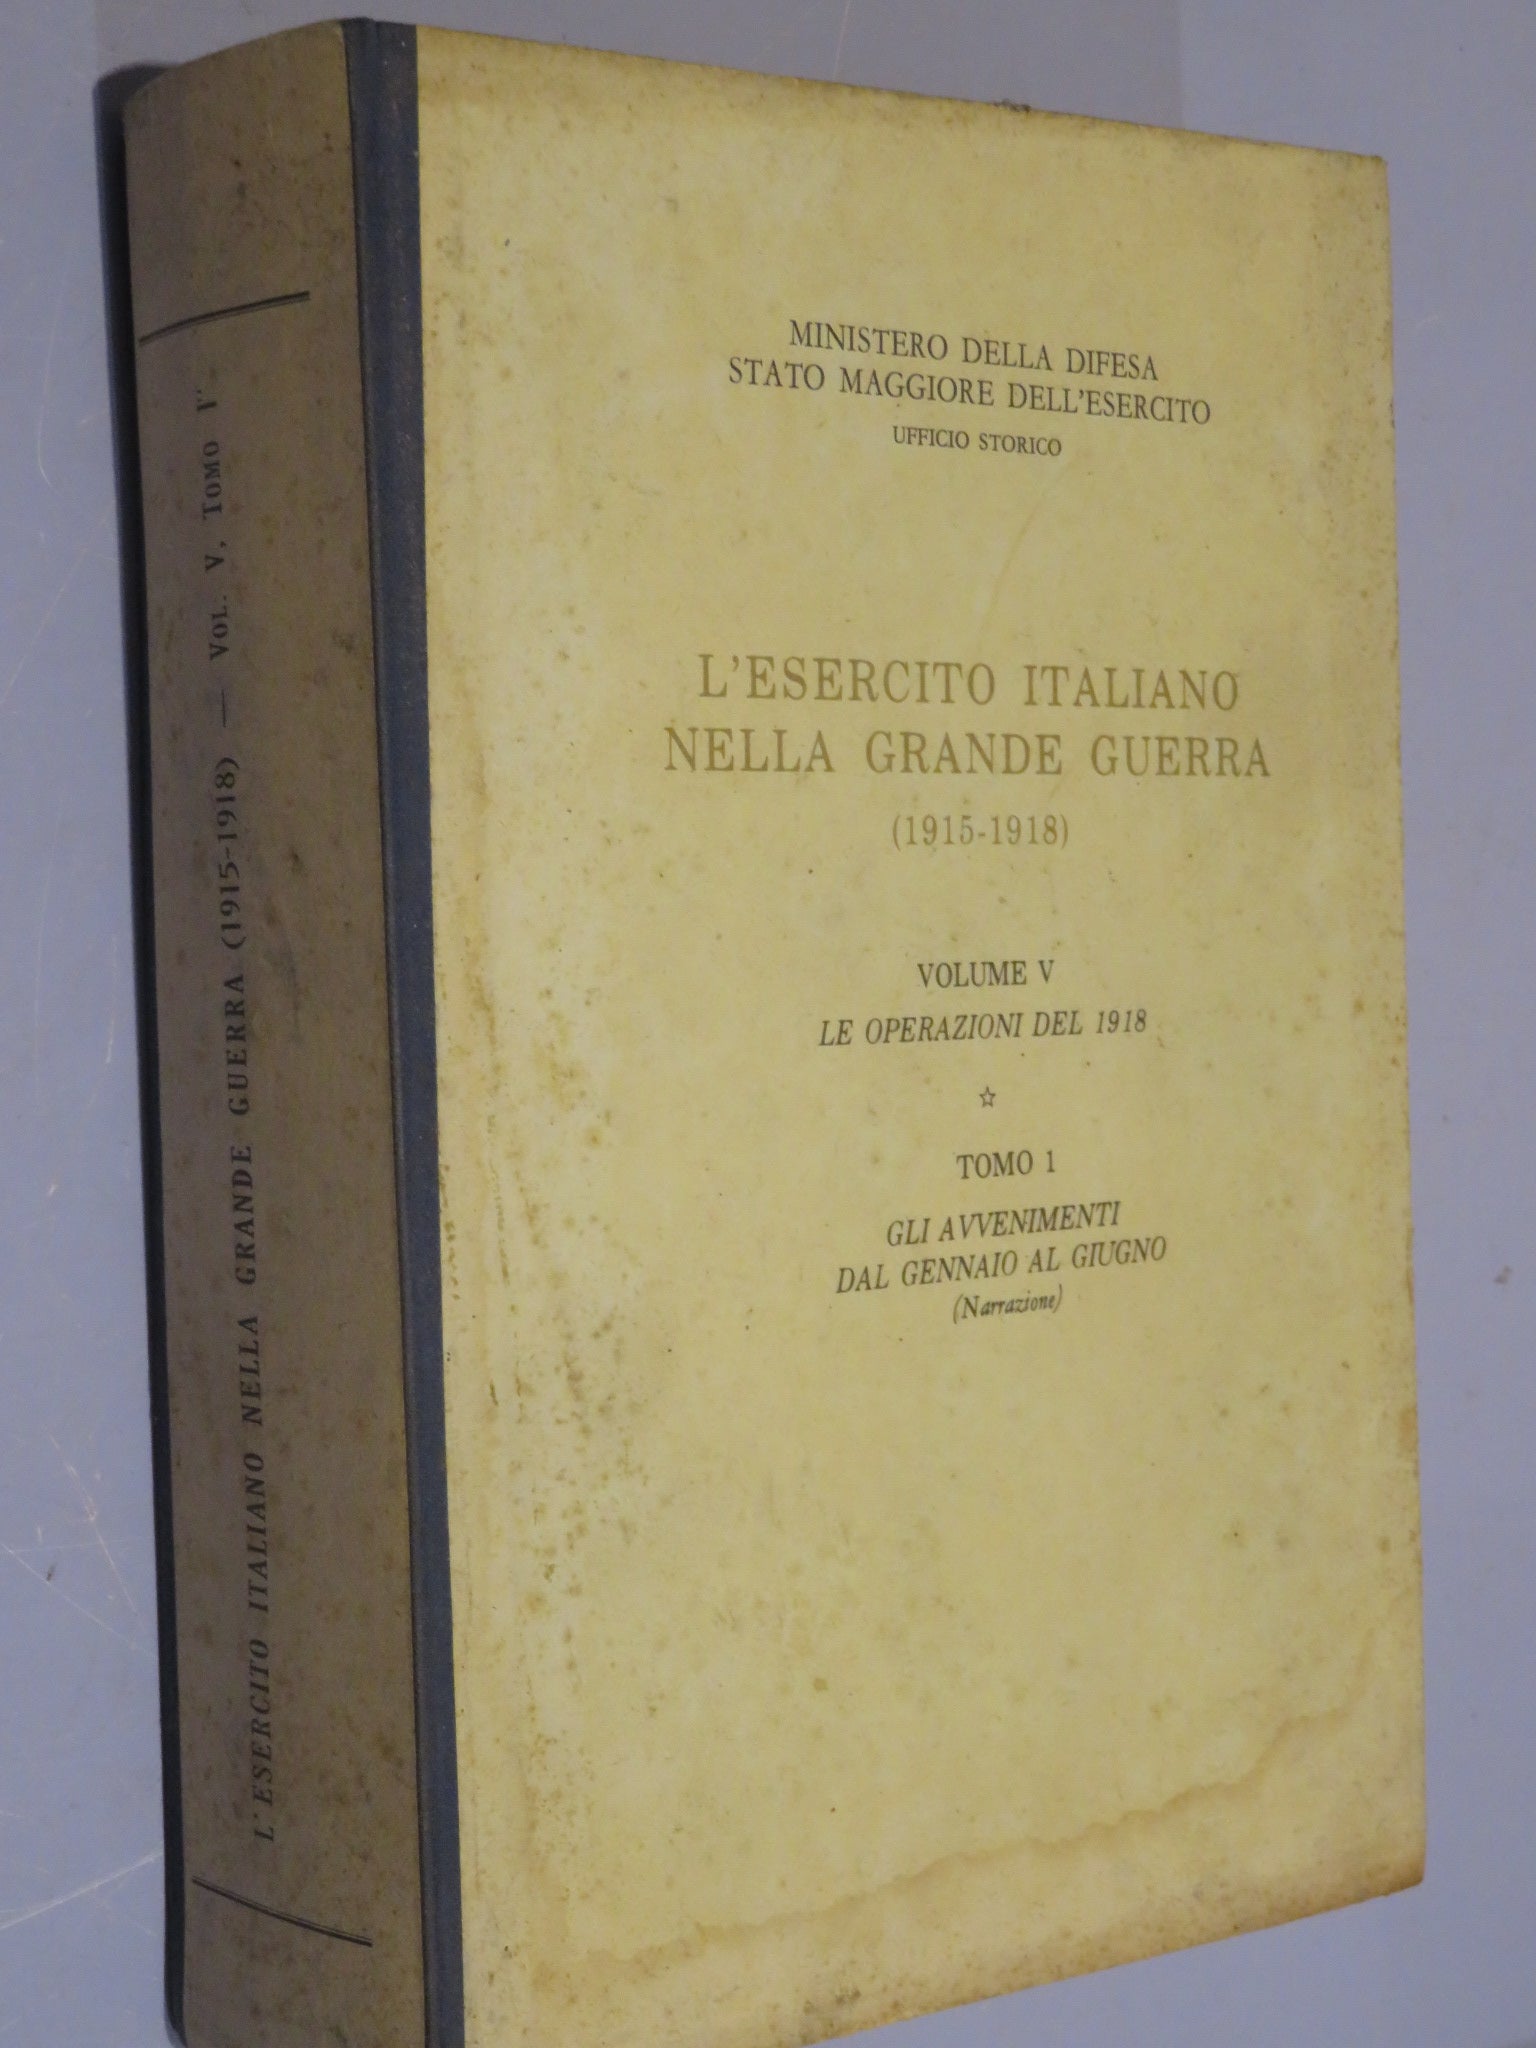 L'ESERCITO ITALIANO NELLA GRANDE GUERRA (1915-1918) — VOL. V, TOMO 1°
MINISTERO DELLA DIFESA
STATO MAGGIORE DELL'ESERCITO
UFFICIO STORICO
L'ESERCITO ITALIANO
NELLA GRANDE GUERRA
(1915-1918)
VOLUME V
LE OPERAZIONI DEL 1918
☆
TOMO 1
GLI AVVENIMENTI
DAL GENNAIO AL GIUGNO
(Narrazione)